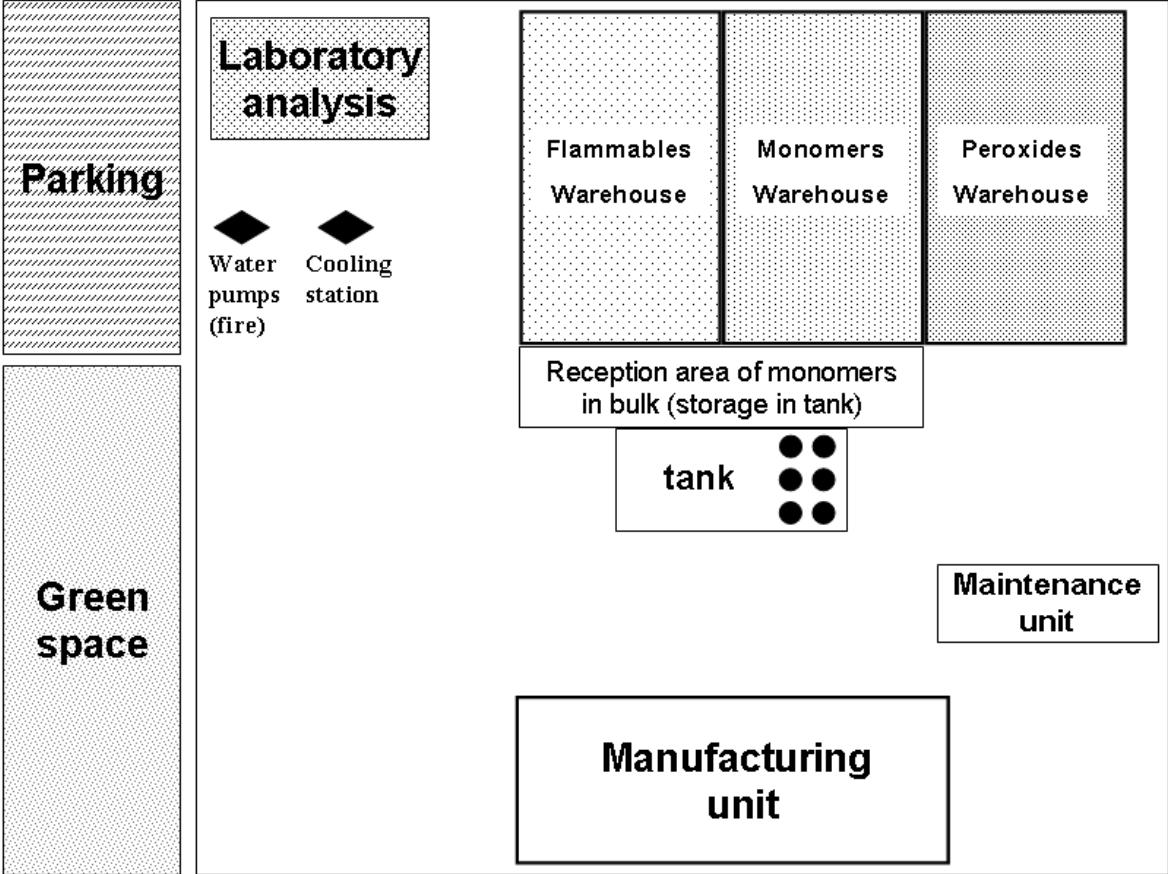 Laboratory
analysis
Parking
Flammables
Warehouse
Monomers
Warehouse
Peroxides
Warehouse
Water
pumps
(fire)
Cooling
station
Reception area of monomers
in bulk (storage in tank)
tank
Green
space
Maintenance
unit
Manufacturing
unit